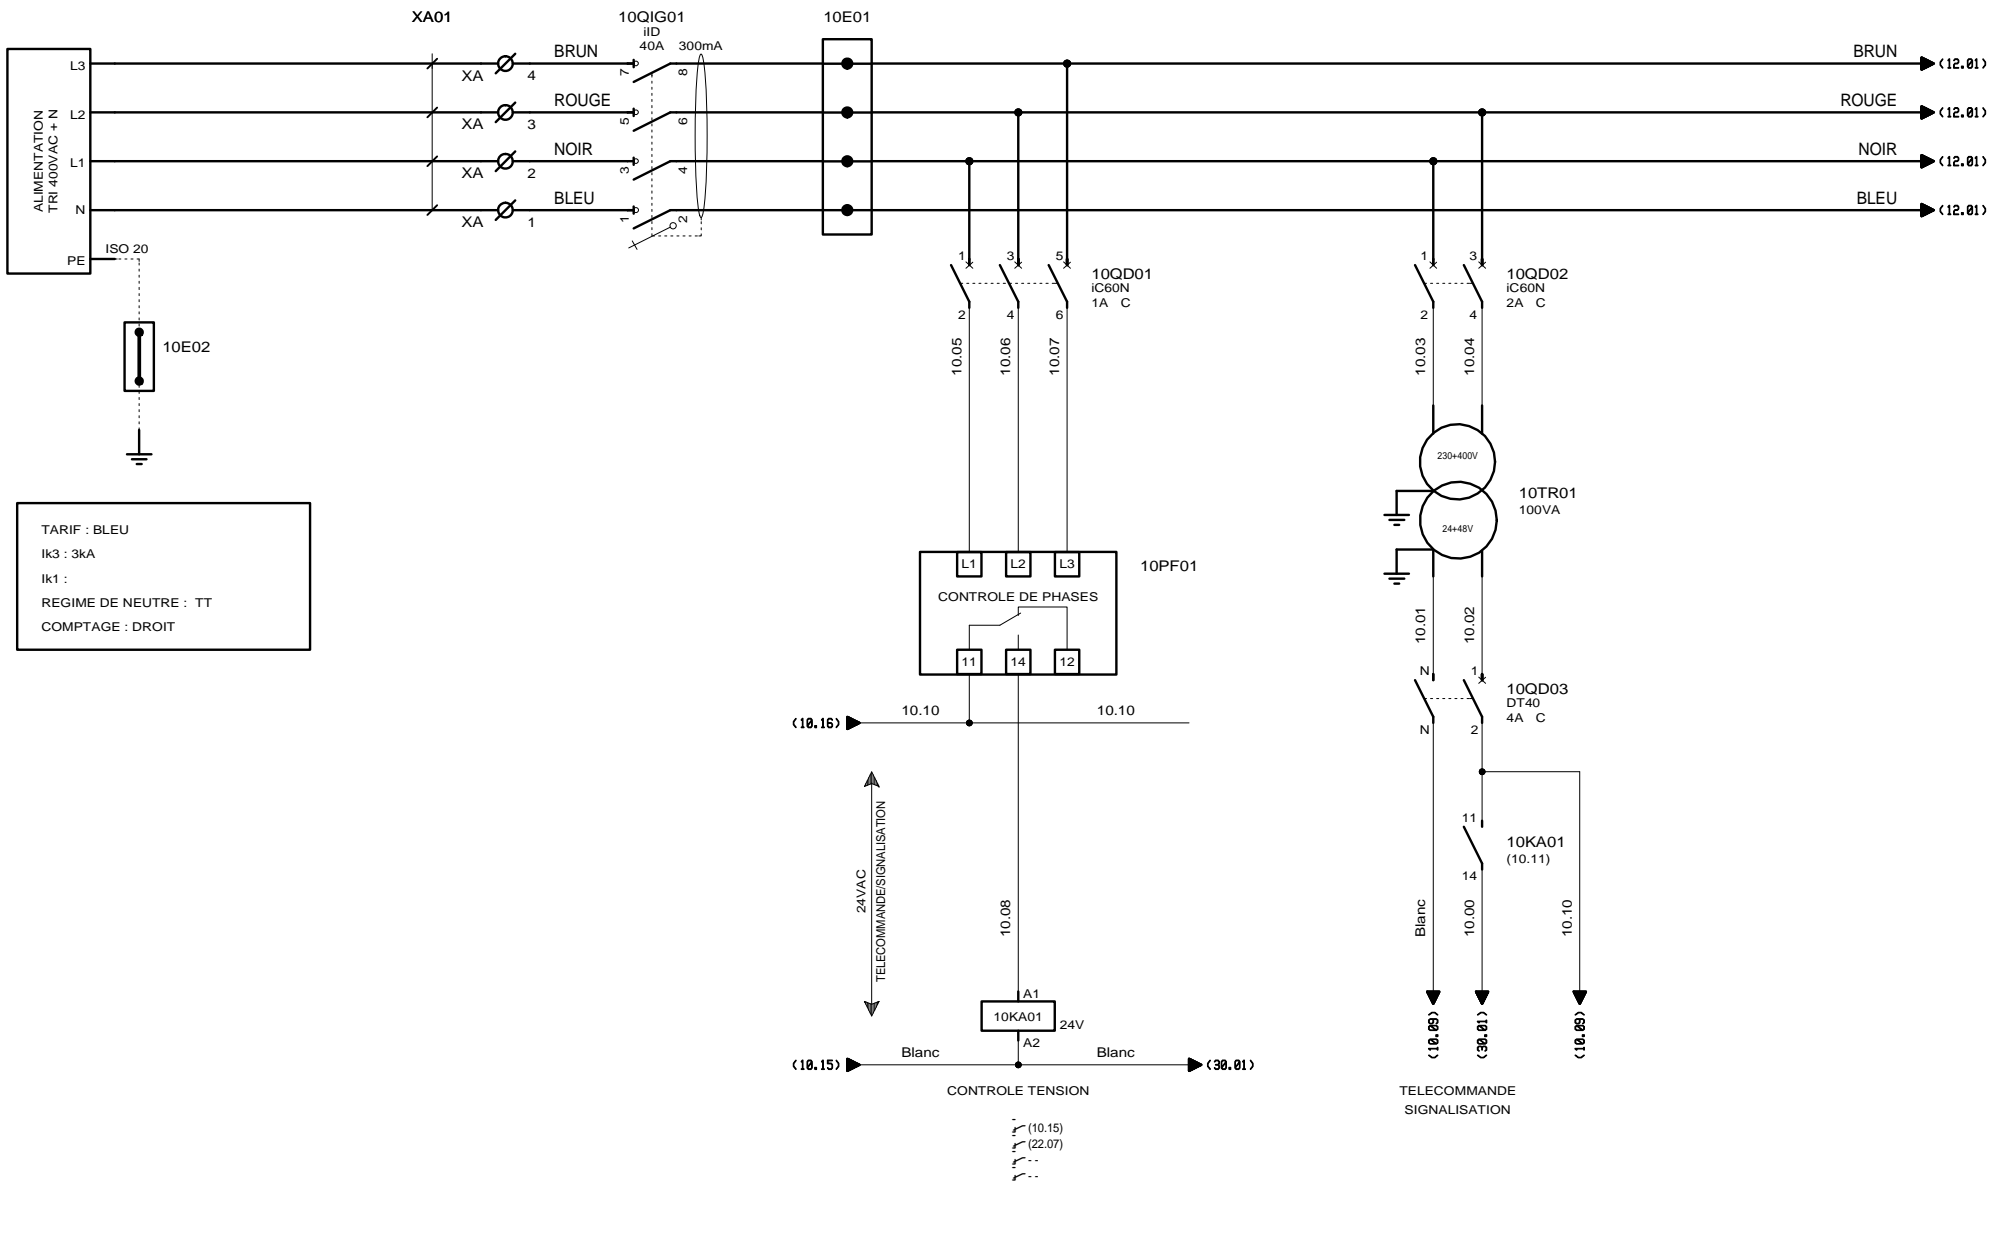 XA01
10QIG01
iID
40A 300mA
10E01
ALIMENTATION
TRI 400VAC + N
L3
XA
4
BRUN
7
8
BRUN
(12.01)
L2
XA
3
ROUGE
5
6
ROUGE
(12.01)
L1
XA
2
NOIR
3
4
NOIR
(12.01)
N
XA
1
BLEU
1
2
BLEU
(12.01)
PE
ISO 20
10E02
1
3
5
10QD01
iC60N
1A C
2
4
6
10.05
10.06
10.07
1
3
10QD02
iC60N
2A C
2
4
10.03
10.04
230+400V
24+48V
10TR01
100VA
TARIF : BLEU
Ik3 : 3kA
Ik1 :
REGIME DE NEUTRE : TT
COMPTAGE : DROIT
L1
L2
L3
10PF01
CONTROLE DE PHASES
11
14
12
10.01
10.02
N
1
10QD03
DT40
4A C
N
2
(10.16)
10.10
10.10
24VAC
TELECOMMANDE/SIGNALISATION
10.08
11
10KA01
(10.11)
14
Blanc
10.00
10.10
A1
10KA01
24V
A2
(10.15)
Blanc
Blanc
(30.01)
(10.09)
(30.01)
(10.09)
CONTROLE TENSION
TELECOMMANDE
SIGNALISATION
(10.15)
(22.07)
- -
- -